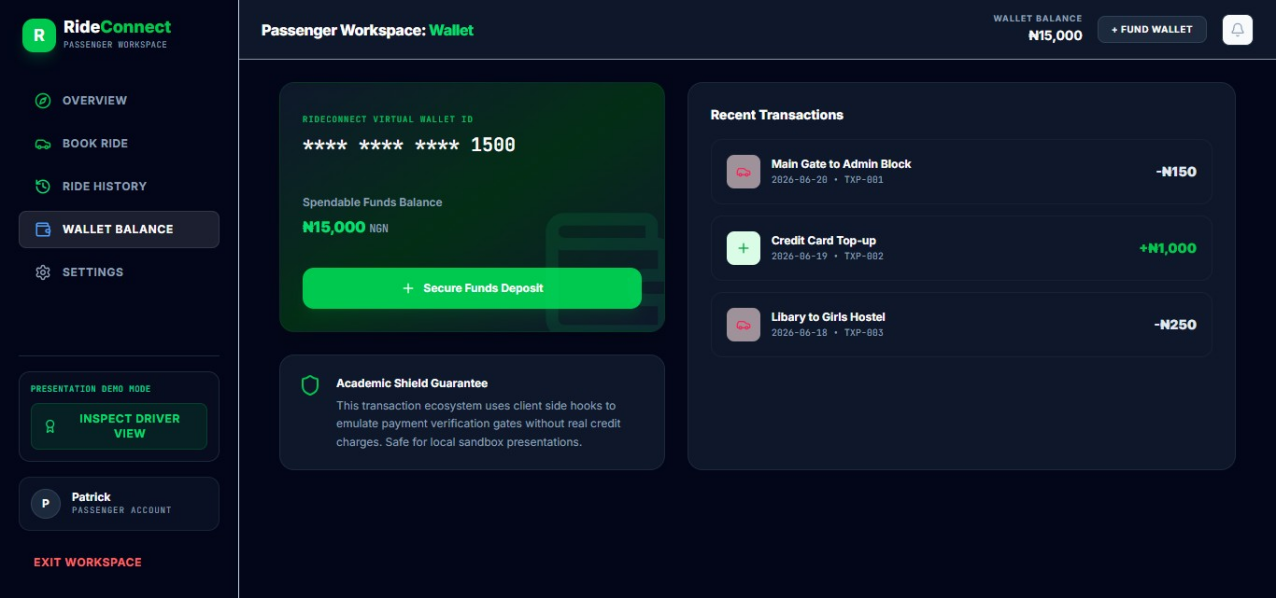 R
RideConnect
PASSENGER WORKSPACE
OVERVIEW
BOOK RIDE
RIDE HISTORY
WALLET BALANCE
SETTINGS
PRESENTATION DEMO MODE
INSPECT DRIVER
VIEW
P
Patrick
PASSENGER ACCOUNT
EXIT WORKSPACE
Passenger Workspace: Wallet
WALLET BALANCE
₦15,000
+ FUND WALLET
RIDECONNECT VIRTUAL WALLET ID
**** **** **** 1500
Spendable Funds Balance
₦15,000 NGN
+ Secure Funds Deposit
Academic Shield Guarantee
This transaction ecosystem uses client side hooks to
emulate payment verification gates without real credit
charges. Safe for local sandbox presentations.
Recent Transactions
Main Gate to Admin Block
2026-06-20 • TXP-001
-₦150
Credit Card Top-up
2026-06-19 • TXP-002
+₦1,000
Libary to Girls Hostel
2026-06-18 • TXP-003
-₦250